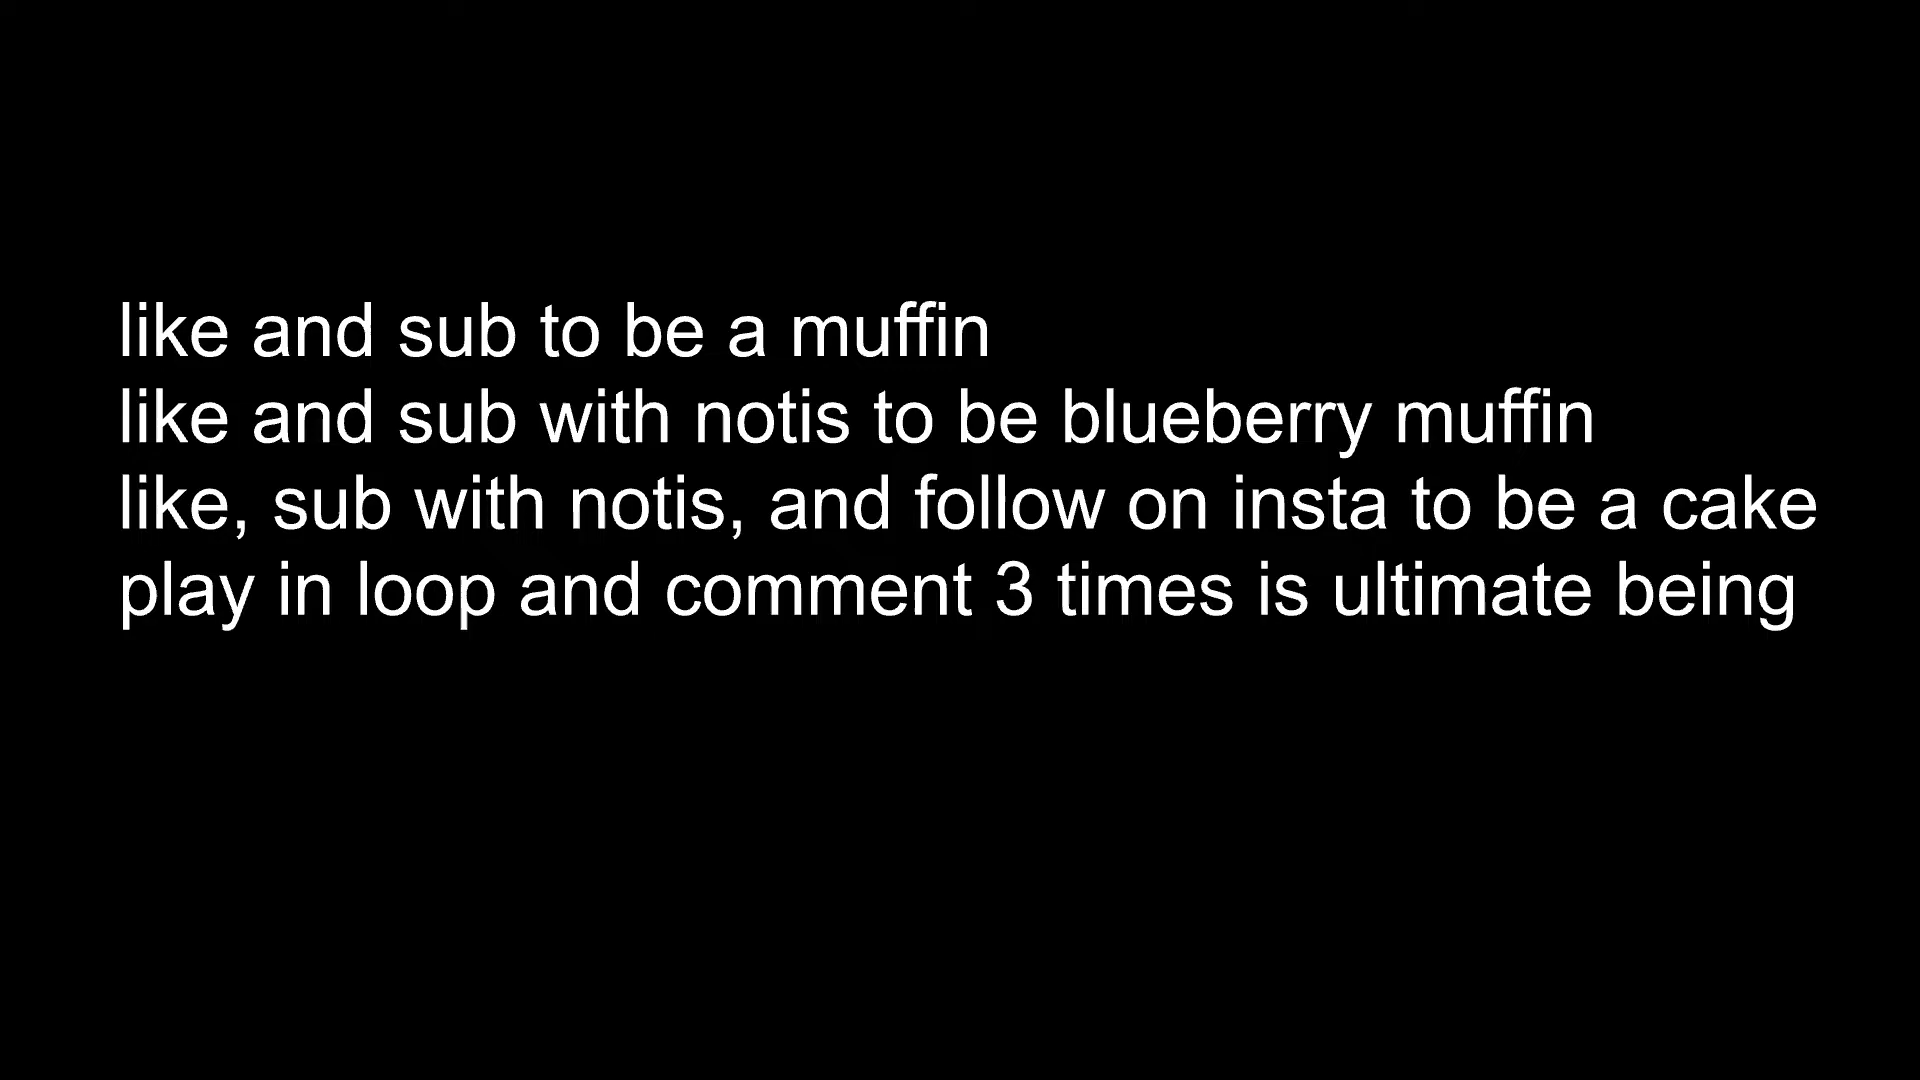 like and sub to be a muffin
like and sub with notis to be blueberry muffin
like, sub with notis, and follow on insta to be a cake
play in loop and comment 3 times is ultimate being